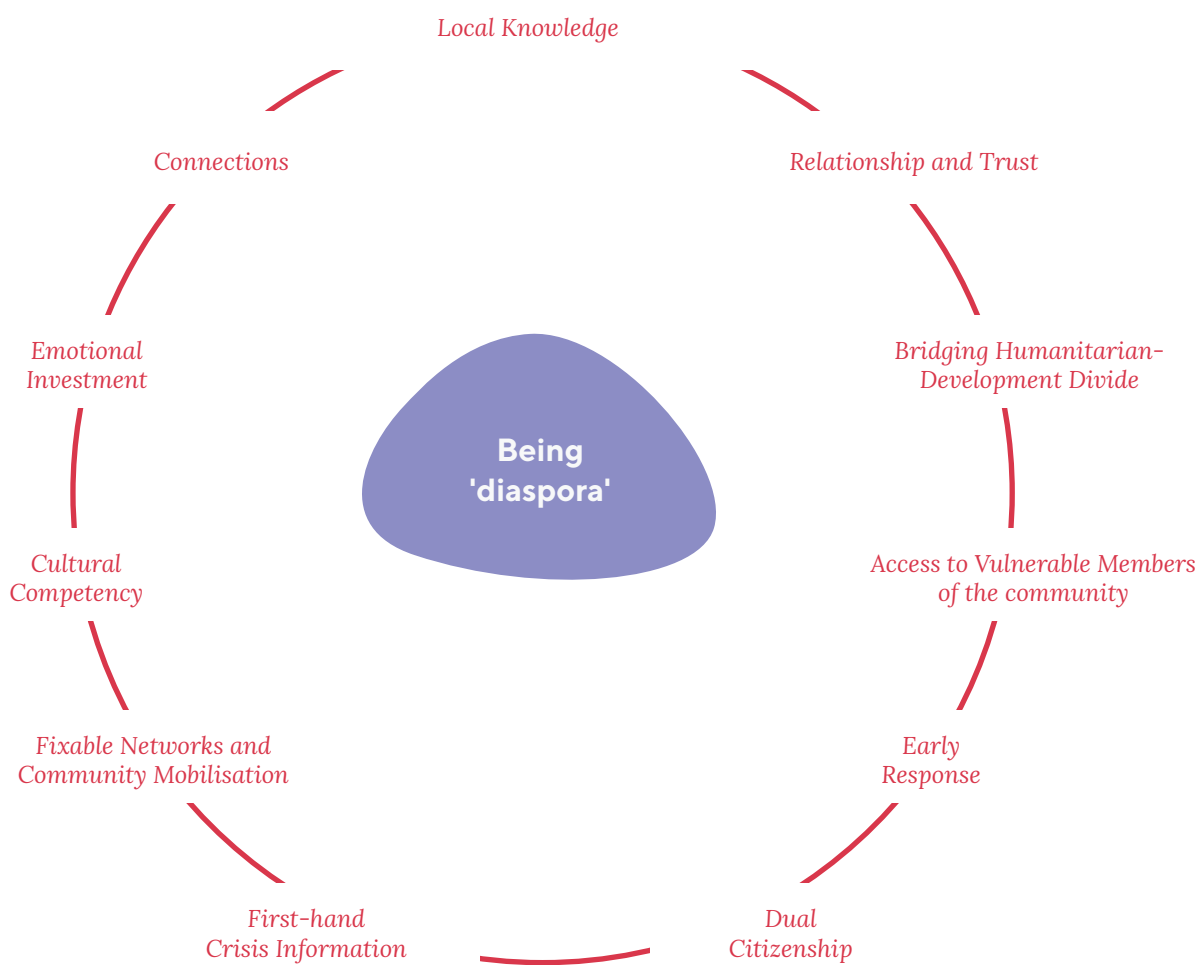 Local Knowledge
Connections
Relationship and Trust
Emotional
Investment
Bridging Humanitarian-
Development Divide
Being
'diaspora'
Cultural
Competency
Access to Vulnerable Members
of the community
Fixable Networks and
Community Mobilisation
Early
Response
First-hand
Crisis Information
Dual
Citizenship